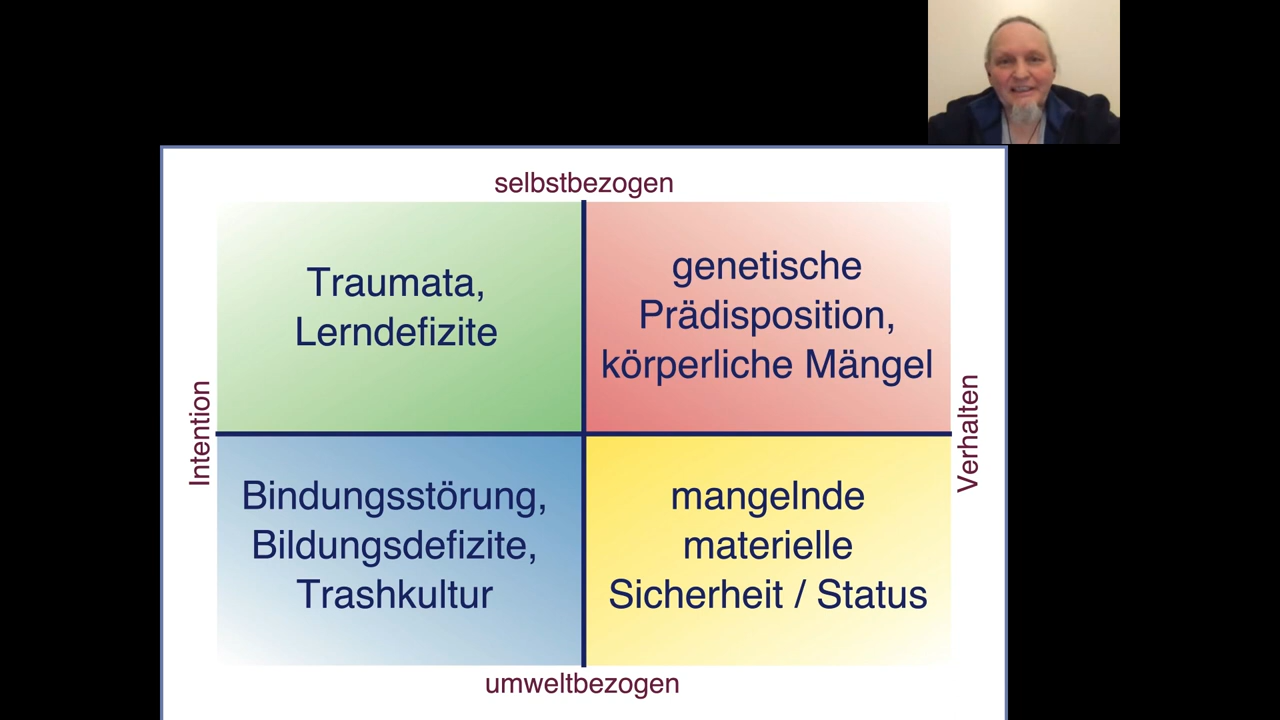 selbstbezogen
Traumata,
Lerndefizite
genetische
Prädisposition,
körperliche Mängel
Intention
Verhalten
Bindungsstörung,
Bildungsdefizite,
Trashkultur
mangelnde
materielle
Sicherheit / Status
umweltbezogen